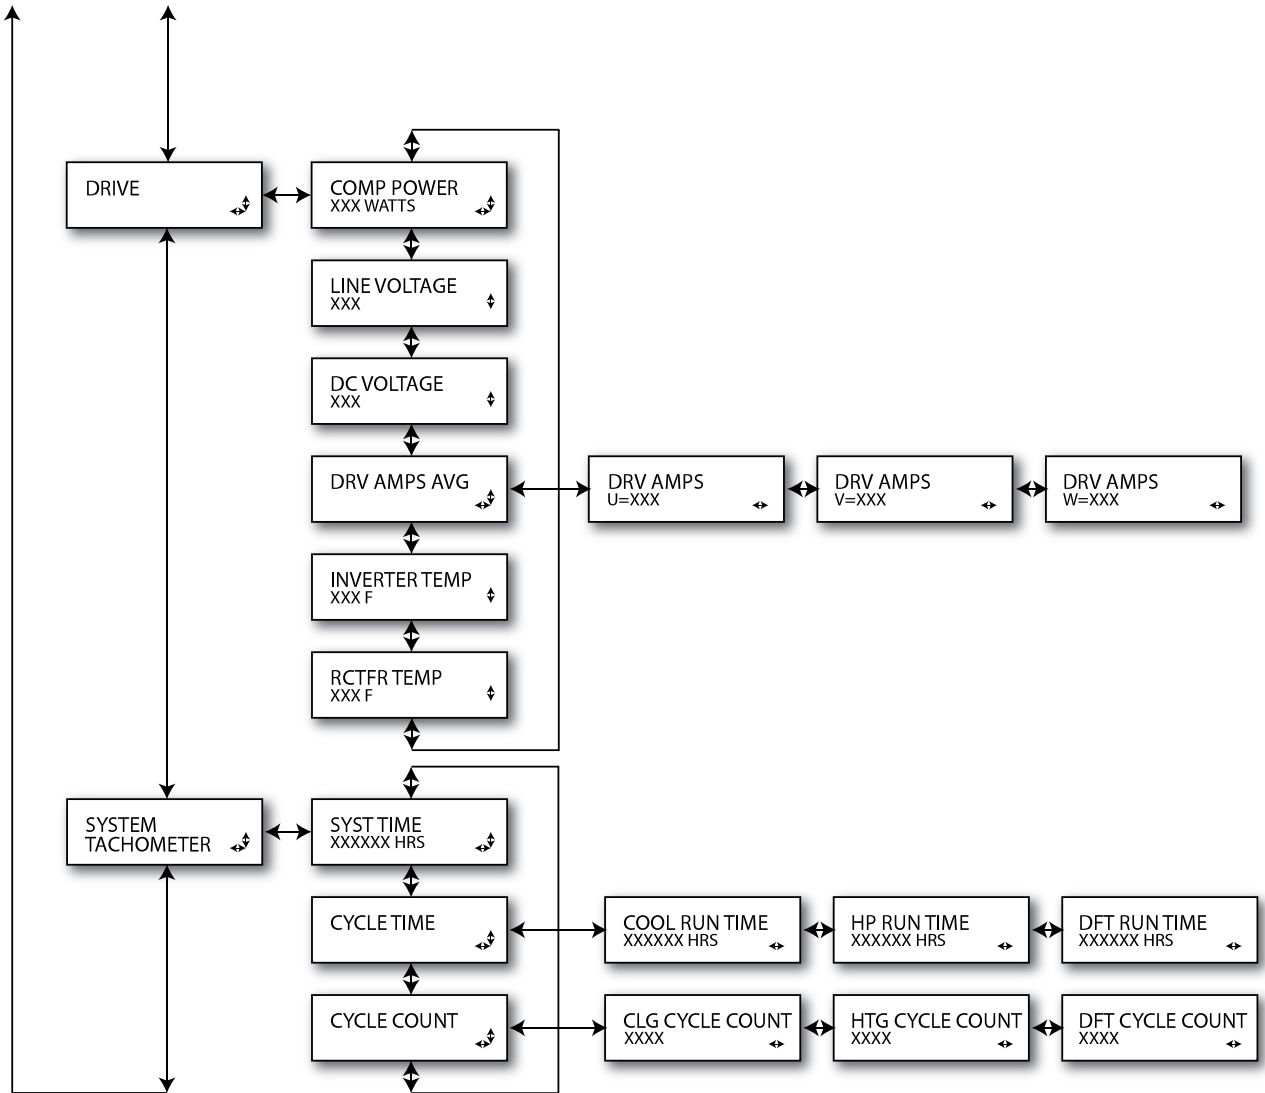 DRIVE
COMP POWER
XXX WATTS
LINE VOLTAGE
XXX
DC VOLTAGE
XXX
DRV AMPS AVG
DRV AMPS
U=XXX
DRV AMPS
V=XXX
DRV AMPS
W=XXX
INVERTER TEMP
XXX F
RCTFR TEMP
XXX F
SYSTEM
TACHOMETER
SYST TIME
XXXXXX HRS
CYCLE TIME
COOL RUN TIME
XXXXXX HRS
HP RUN TIME
XXXXXX HRS
DFT RUN TIME
XXXXXX HRS
CYCLE COUNT
CLG CYCLE COUNT
XXXX
HTG CYCLE COUNT
XXXX
DFT CYCLE COUNT
XXXX